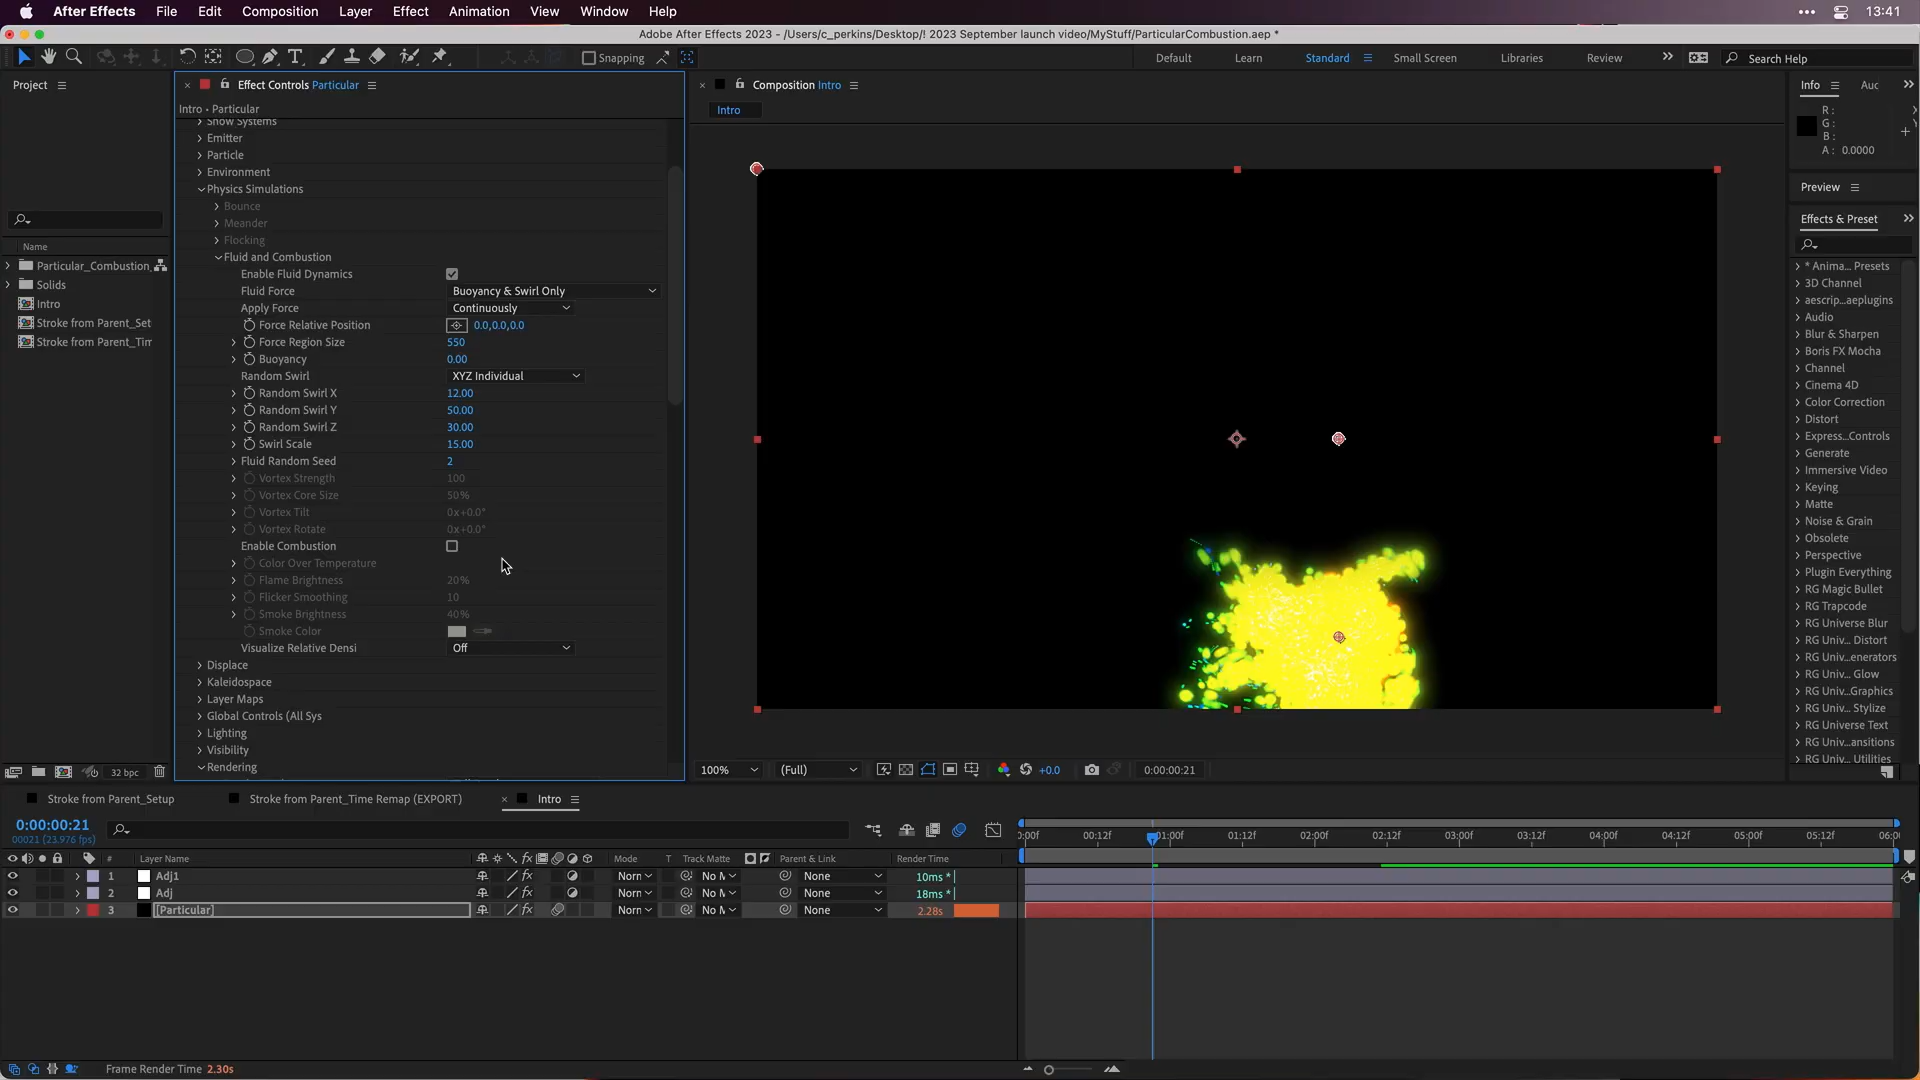 After Effects File Edit Composition Layer Effect Animation View Window Help 13:41
Adobe After Effects 2023 - /Users/c_perkins/Desktop/! 2023 September launch video/MyStuff/ParticularCombustion.aep *
Snapping Default Learn Standard Small Screen Libraries Review Search Help
Project
Name
Particular_Combustion_
Solids
Intro
Stroke from Parent_Set
Stroke from Parent_Tim
32 bpc
Effect Controls Particular
Intro • Particular
Show Systems
Emitter
Particle
Environment
Physics Simulations
Bounce
Meander
Flocking
Fluid and Combustion
Enable Fluid Dynamics
Fluid Force Buoyancy & Swirl Only
Apply Force Continuously
Force Relative Position 0.0,0.0,0.0
Force Region Size 550
Buoyancy 0.00
Random Swirl XYZ Individual
Random Swirl X 12.00
Random Swirl Y 50.00
Random Swirl Z 30.00
Swirl Scale 15.00
Fluid Random Seed 2
Vortex Strength 100
Vortex Core Size 50%
Vortex Tilt 0x+0.0°
Vortex Rotate 0x+0.0°
Enable Combustion
Color Over Temperature
Flame Brightness 20%
Flicker Smoothing 10
Smoke Brightness 40%
Smoke Color
Visualize Relative Densi Off
Displace
Kaleidospace
Layer Maps
Global Controls (All Sys
Lighting
Visibility
Rendering
Composition Intro
Intro
100% (Full) +0.0 0:00:00:21
Info Auc
R :
G :
B :
A : 0.0000
Preview
Effects & Preset
* Anima... Presets
3D Channel
aescrip...aeplugins
Audio
Blur & Sharpen
Boris FX Mocha
Channel
Cinema 4D
Color Correction
Distort
Express...Controls
Generate
Immersive Video
Keying
Matte
Noise & Grain
Obsolete
Perspective
Plugin Everything
RG Magic Bullet
RG Trapcode
RG Universe Blur
RG Univ... Distort
RG Univ...enerators
RG Univ... Glow
RG Univ...Graphics
RG Univ... Stylize
RG Universe Text
RG Univ...ansitions
RG Univ... Utilities
Stroke from Parent_Setup Stroke from Parent_Time Remap (EXPORT) Intro
0:00:00:21
00021 (23.976 fps)
0:00f 00:12f 01:00f 01:12f 02:00f 02:12f 03:00f 03:12f 04:00f 04:12f 05:00f 05:12f 06:0
# Layer Name Mode T Track Matte Parent & Link Render Time
1 Adj1 Norn No M None 10ms *
2 Adj Norn No M None 18ms *
3 [Particular] Norn No M None 2.28s
Frame Render Time 2.30s